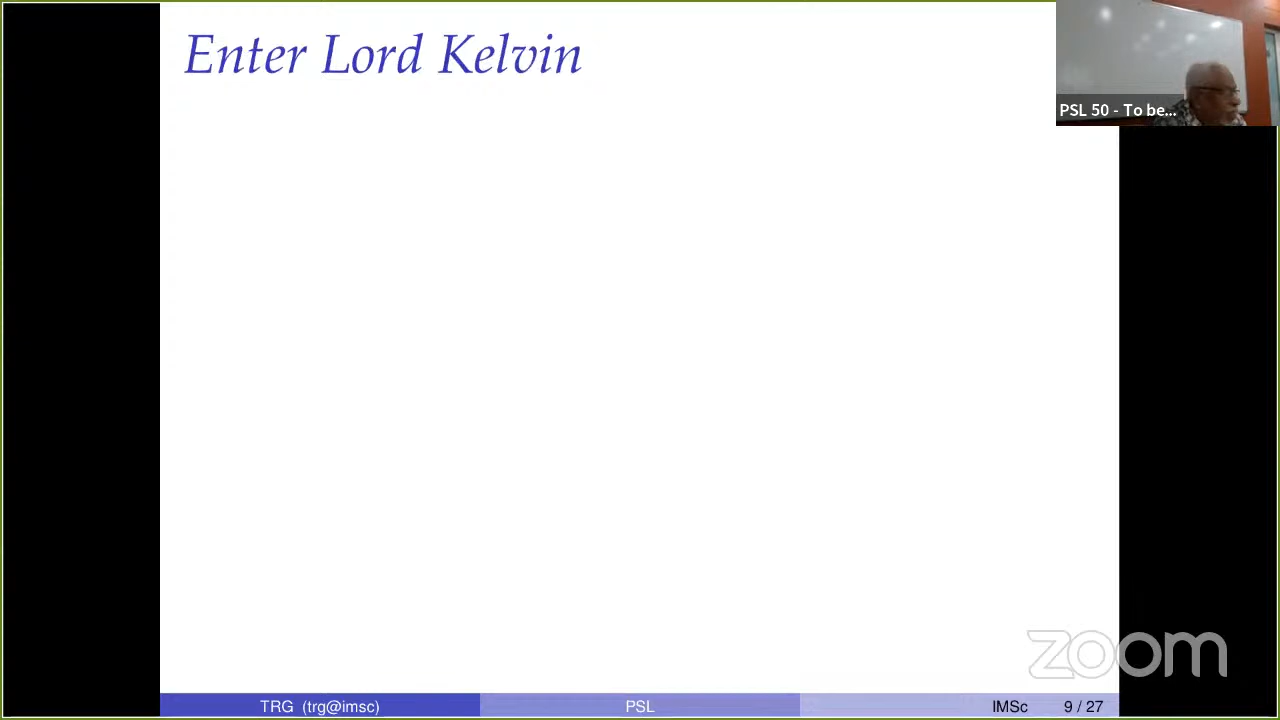 Enter Lord Kelvin
PSL 50 - To be...
zoom
TRG (trg@imsc) PSL IMSc 9 / 27